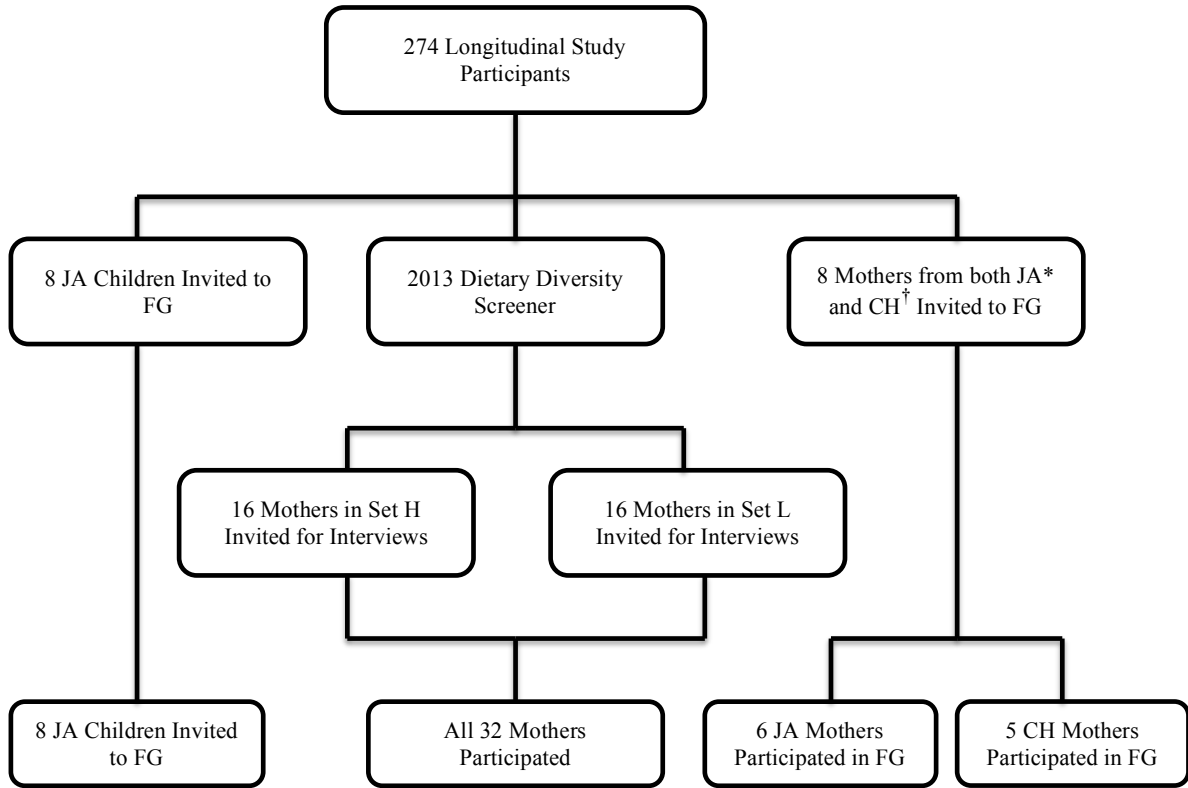 274 Longitudinal Study
Participants
8 JA Children Invited to
FG
2013 Dietary Diversity
Screener
8 Mothers from both JA*
and CH† Invited to FG
16 Mothers in Set H
Invited for Interviews
16 Mothers in Set L
Invited for Interviews
8 JA Children Invited
to FG
All 32 Mothers
Participated
6 JA Mothers
Participated in FG
5 CH Mothers
Participated in FG